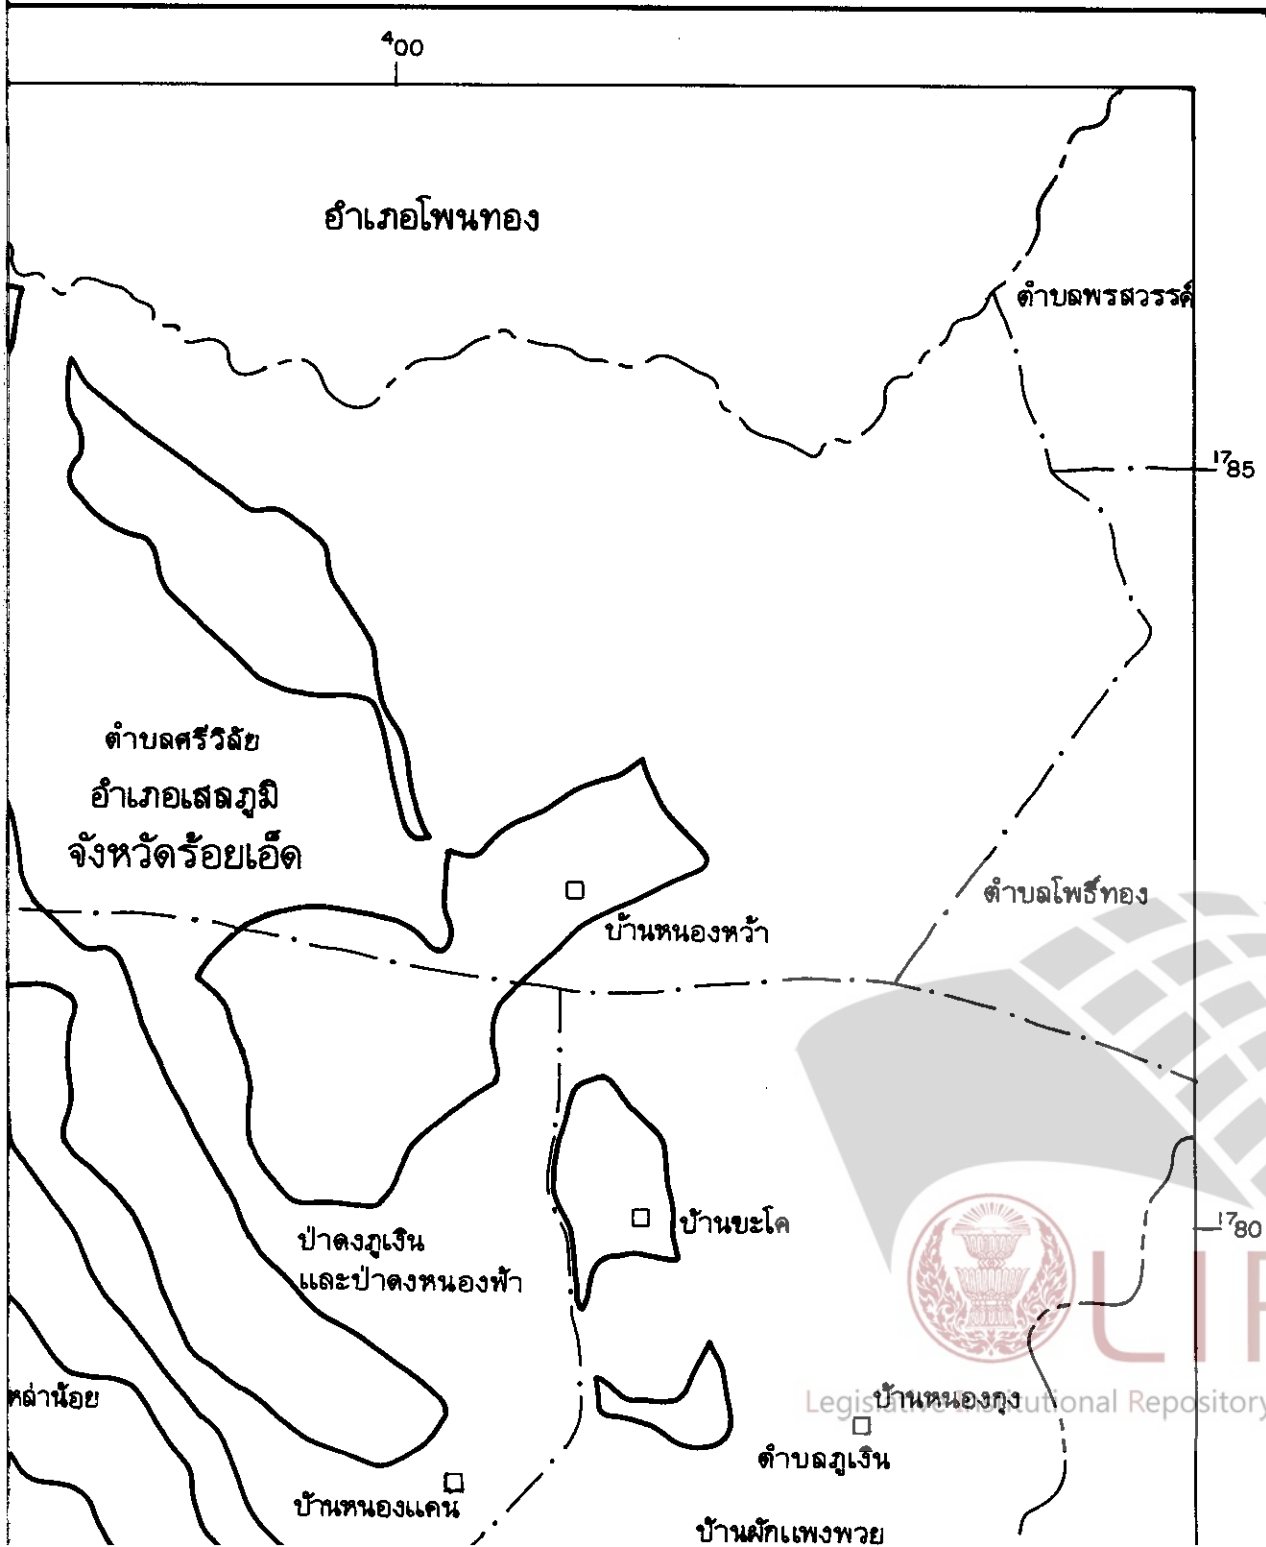 400
อำเภอโพนทอง
ตำบลพรสวรรค์
1785
ตำบลศรีวิลัย
อำเภอเสลภูมิ
จังหวัดร้อยเอ็ด
ตำบลโพธิ์ทอง
บ้านหนองหว้า
บ้านขะโค
1780
ป่าดงภูเงิน
และป่าดงหนองฟ้า
LIR
หล่าน้อย
บ้านหนองกุง
Legislative Institutional Repository
ตำบลภูเงิน
บ้านหนองแคน
บ้านผักแพงพวย